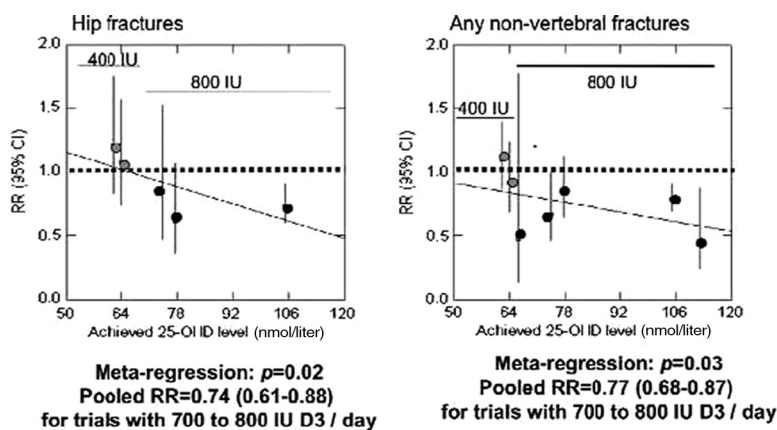 Hip fractures
2.0
400 IU
800 IU
1.5
1.0
0.5
0.0
RR (95% CI)
50 64 78 92 106 120
Achieved 25-OI ID level (nmol/liter)
Meta-regression: p=0.02
Pooled RR=0.74 (0.61-0.88)
for trials with 700 to 800 IU D3 / day
Any non-vertebral fractures
2.0
800 IU
400 IU
1.5
1.0
0.5
0.0
RR (95% CI)
50 64 78 92 106 120
Achieved 25-OI ID level (nmol/liter)
Meta-regression: p=0.03
Pooled RR=0.77 (0.68-0.87)
for trials with 700 to 800 IU D3 / day